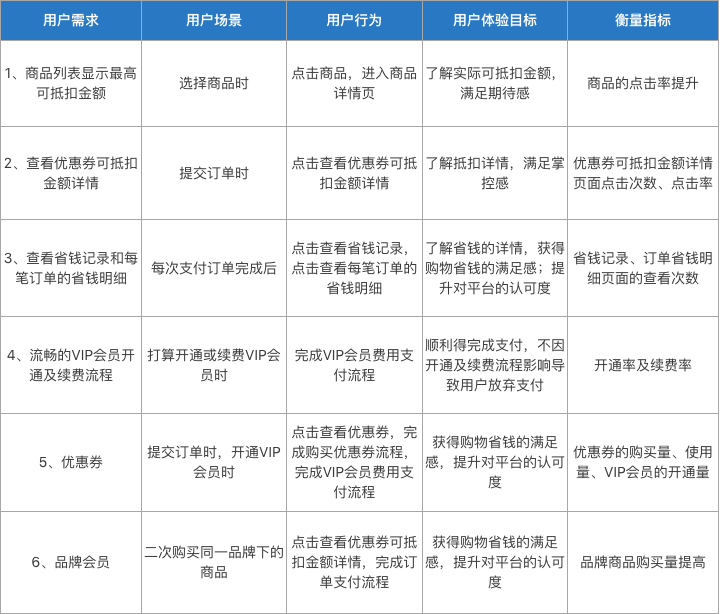 用户需求
用户场景
用户行为
用户体验目标
衡量指标
1、商品列表显示最高
可抵扣金额
选择商品时
点击商品，进入商品
详情页
了解实际可抵扣金额，
满足期待感
商品的点击率提升
2、查看优惠券可抵扣
金额详情
提交订单时
点击查看优惠券可抵
扣金额详情
了解抵扣详情，满足掌
控感
优惠券可抵扣金额详情
页面点击次数、点击率
3、查看省钱记录和每
笔订单的省钱明细
每次支付订单完成后
点击查看省钱记录，
点击查看每笔订单的
省钱明细
了解省钱的详情，获得
购物省钱的满足感；提
升对平台的认可度
省钱记录、订单省钱明
细页面的查看次数
4、流畅的VIP会员开
通及续费流程
打算开通或续费VIP会
员时
完成VIP会员费用支
付流程
顺利得完成支付，不因
开通及续费流程影响导
致用户放弃支付
开通率及续费率
5、优惠券
提交订单时，开通VIP
会员时
点击查看优惠券，完
成购买优惠券流程，
完成VIP会员费用支
付流程
获得购物省钱的满足
感，提升对平台的认可
度
优惠券的购买量、使用
量、VIP会员的开通量
6、品牌会员
二次购买同一品牌下的
商品
点击查看优惠券可抵
扣金额详情，完成订
单支付流程
获得购物省钱的满足
感，提升对平台的认可
度
品牌商品购买量提高